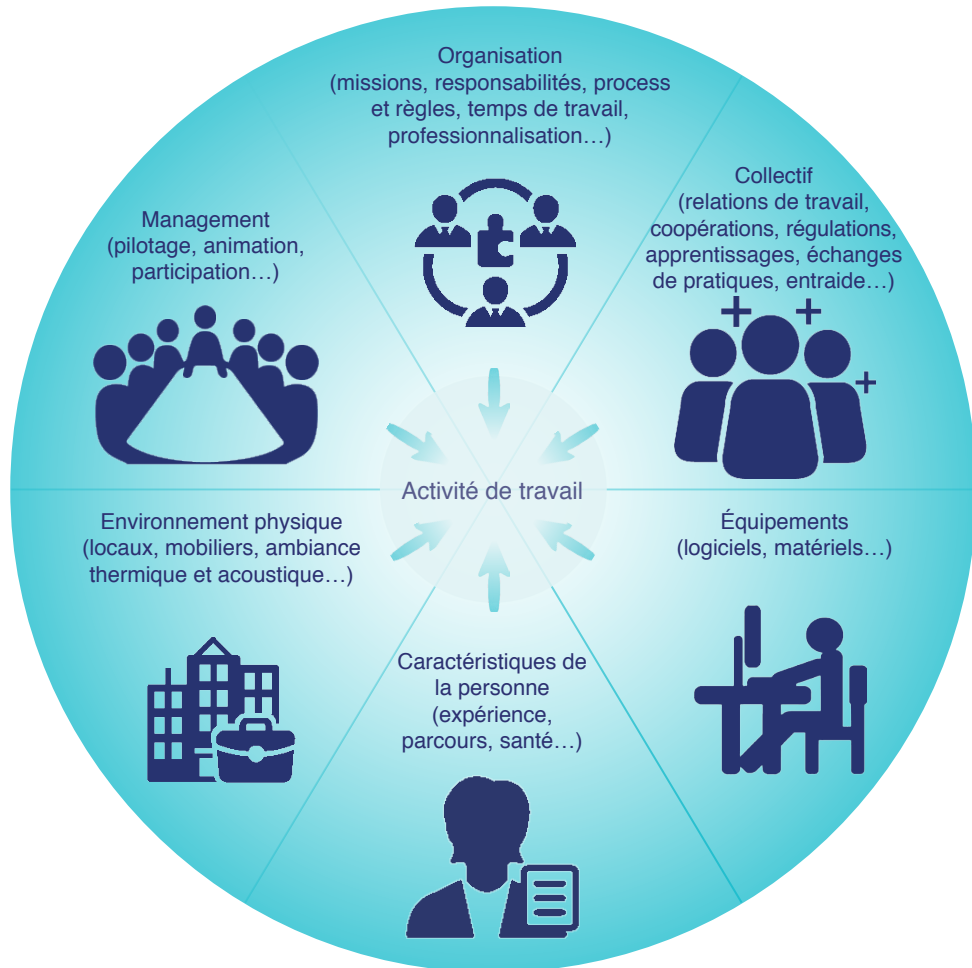 Organisation
(missions, responsabilités, process
et règles, temps de travail,
professionnalisation…)
Collectif
(relations de travail,
coopérations, régulations,
apprentissages, échanges
de pratiques, entraide…)
Management
(pilotage, animation,
participation…)
Activité de travail
Environnement physique
(locaux, mobiliers, ambiance
thermique et acoustique…)
Équipements
(logiciels, matériels…)
Caractéristiques de
la personne
(expérience,
parcours, santé…)